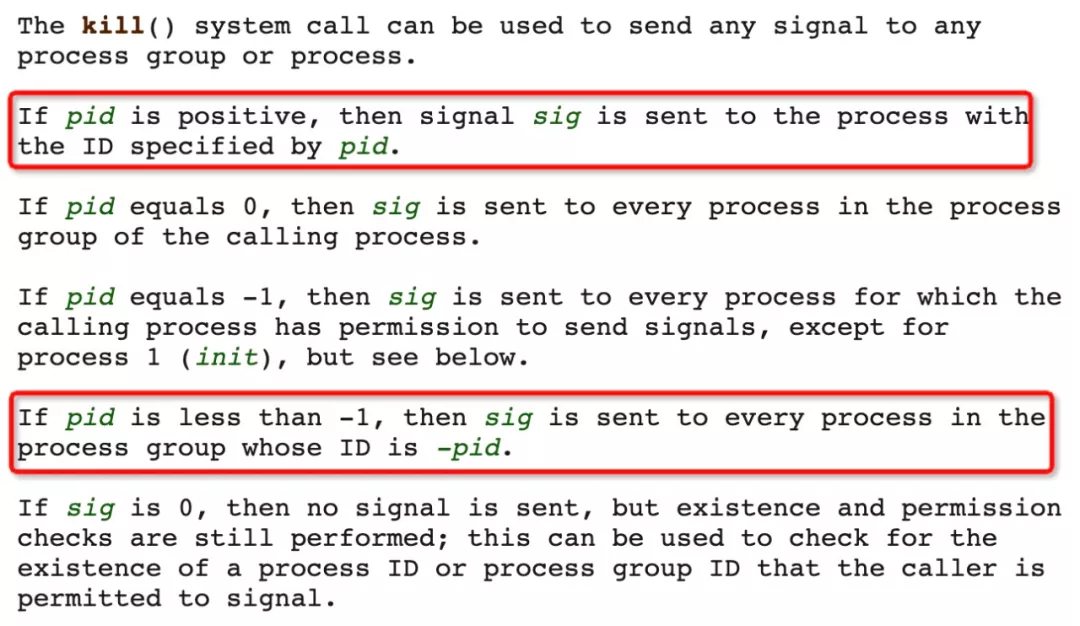 The kill() system call can be used to send any signal to any
process group or process.
If pid is positive, then signal sig is sent to the process with
the ID specified by pid.
If pid equals 0, then sig is sent to every process in the process
group of the calling process.
If pid equals -1, then sig is sent to every process for which the
calling process has permission to send signals, except for
process 1 (init), but see below.
If pid is less than -1, then sig is sent to every process in the
process group whose ID is -pid.
If sig is 0, then no signal is sent, but existence and permission
checks are still performed; this can be used to check for the
existence of a process ID or process group ID that the caller is
permitted to signal.